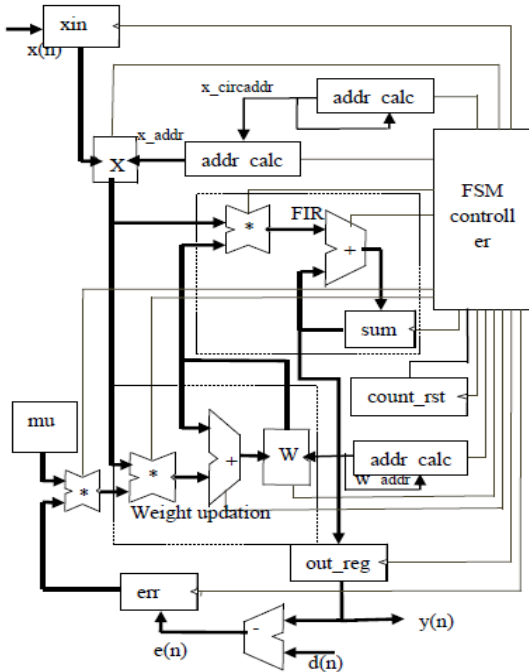 xin
x(n)
x_circaddr
addr calc
x_addr
X
addr calc
FSM
controll
er
FIR
*
+
sum
count_rst
mu
*
*
+
W
addr calc
W_addr
Weight updation
out_reg
err
-
y(n)
e(n)
d(n)